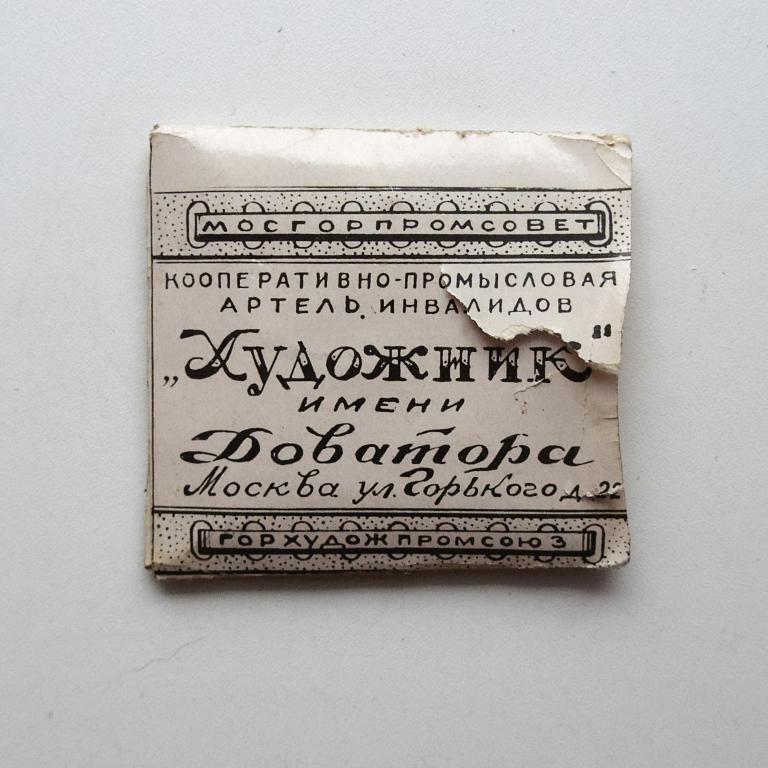 МОСГОРПРОМСОВЕТ
КООПЕРАТИВНО-ПРОМЫСЛОВАЯ
АРТЕЛЬ ИНВАЛИДОВ
„Художник"
ИМЕНИ
Доватора
Москва ул. Горького д. 22
ГОРХУДОЖПРОМСОЮЗ